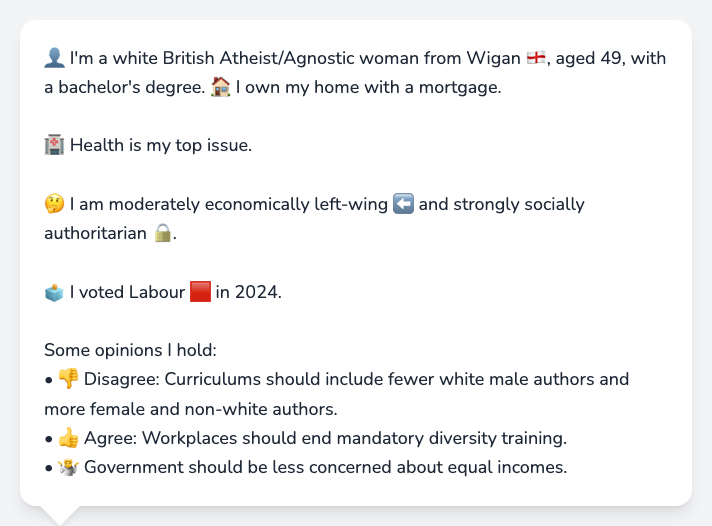 👤 I'm a white British Atheist/Agnostic woman from Wigan 🏴󠁧󠁢󠁥󠁮󠁧󠁿, aged 49, with
a bachelor's degree. 🏠 I own my home with a mortgage.
🏥 Health is my top issue.
🤔 I am moderately economically left-wing ⬅️ and strongly socially
authoritarian 🔒.
🗳️ I voted Labour 🟥 in 2024.
Some opinions I hold:
• 👎 Disagree: Curriculums should include fewer white male authors and
more female and non-white authors.
• 👍 Agree: Workplaces should end mandatory diversity training.
• 🤷 Government should be less concerned about equal incomes.